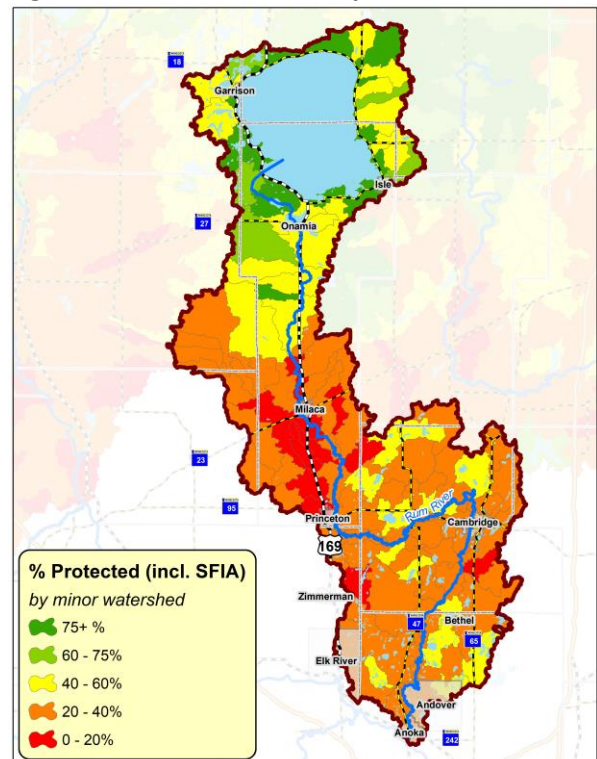 18
Garrison
Isle
Onamia
27
Milaca
23
95
Princeton
Rum River
Cambridge
169
Zimmerman
47
Bethel
65
Elk River
Andover
Anoka
242
% Protected (incl. SFIA)
by minor watershed
75+ %
60 - 75%
40 - 60%
20 - 40%
0 - 20%